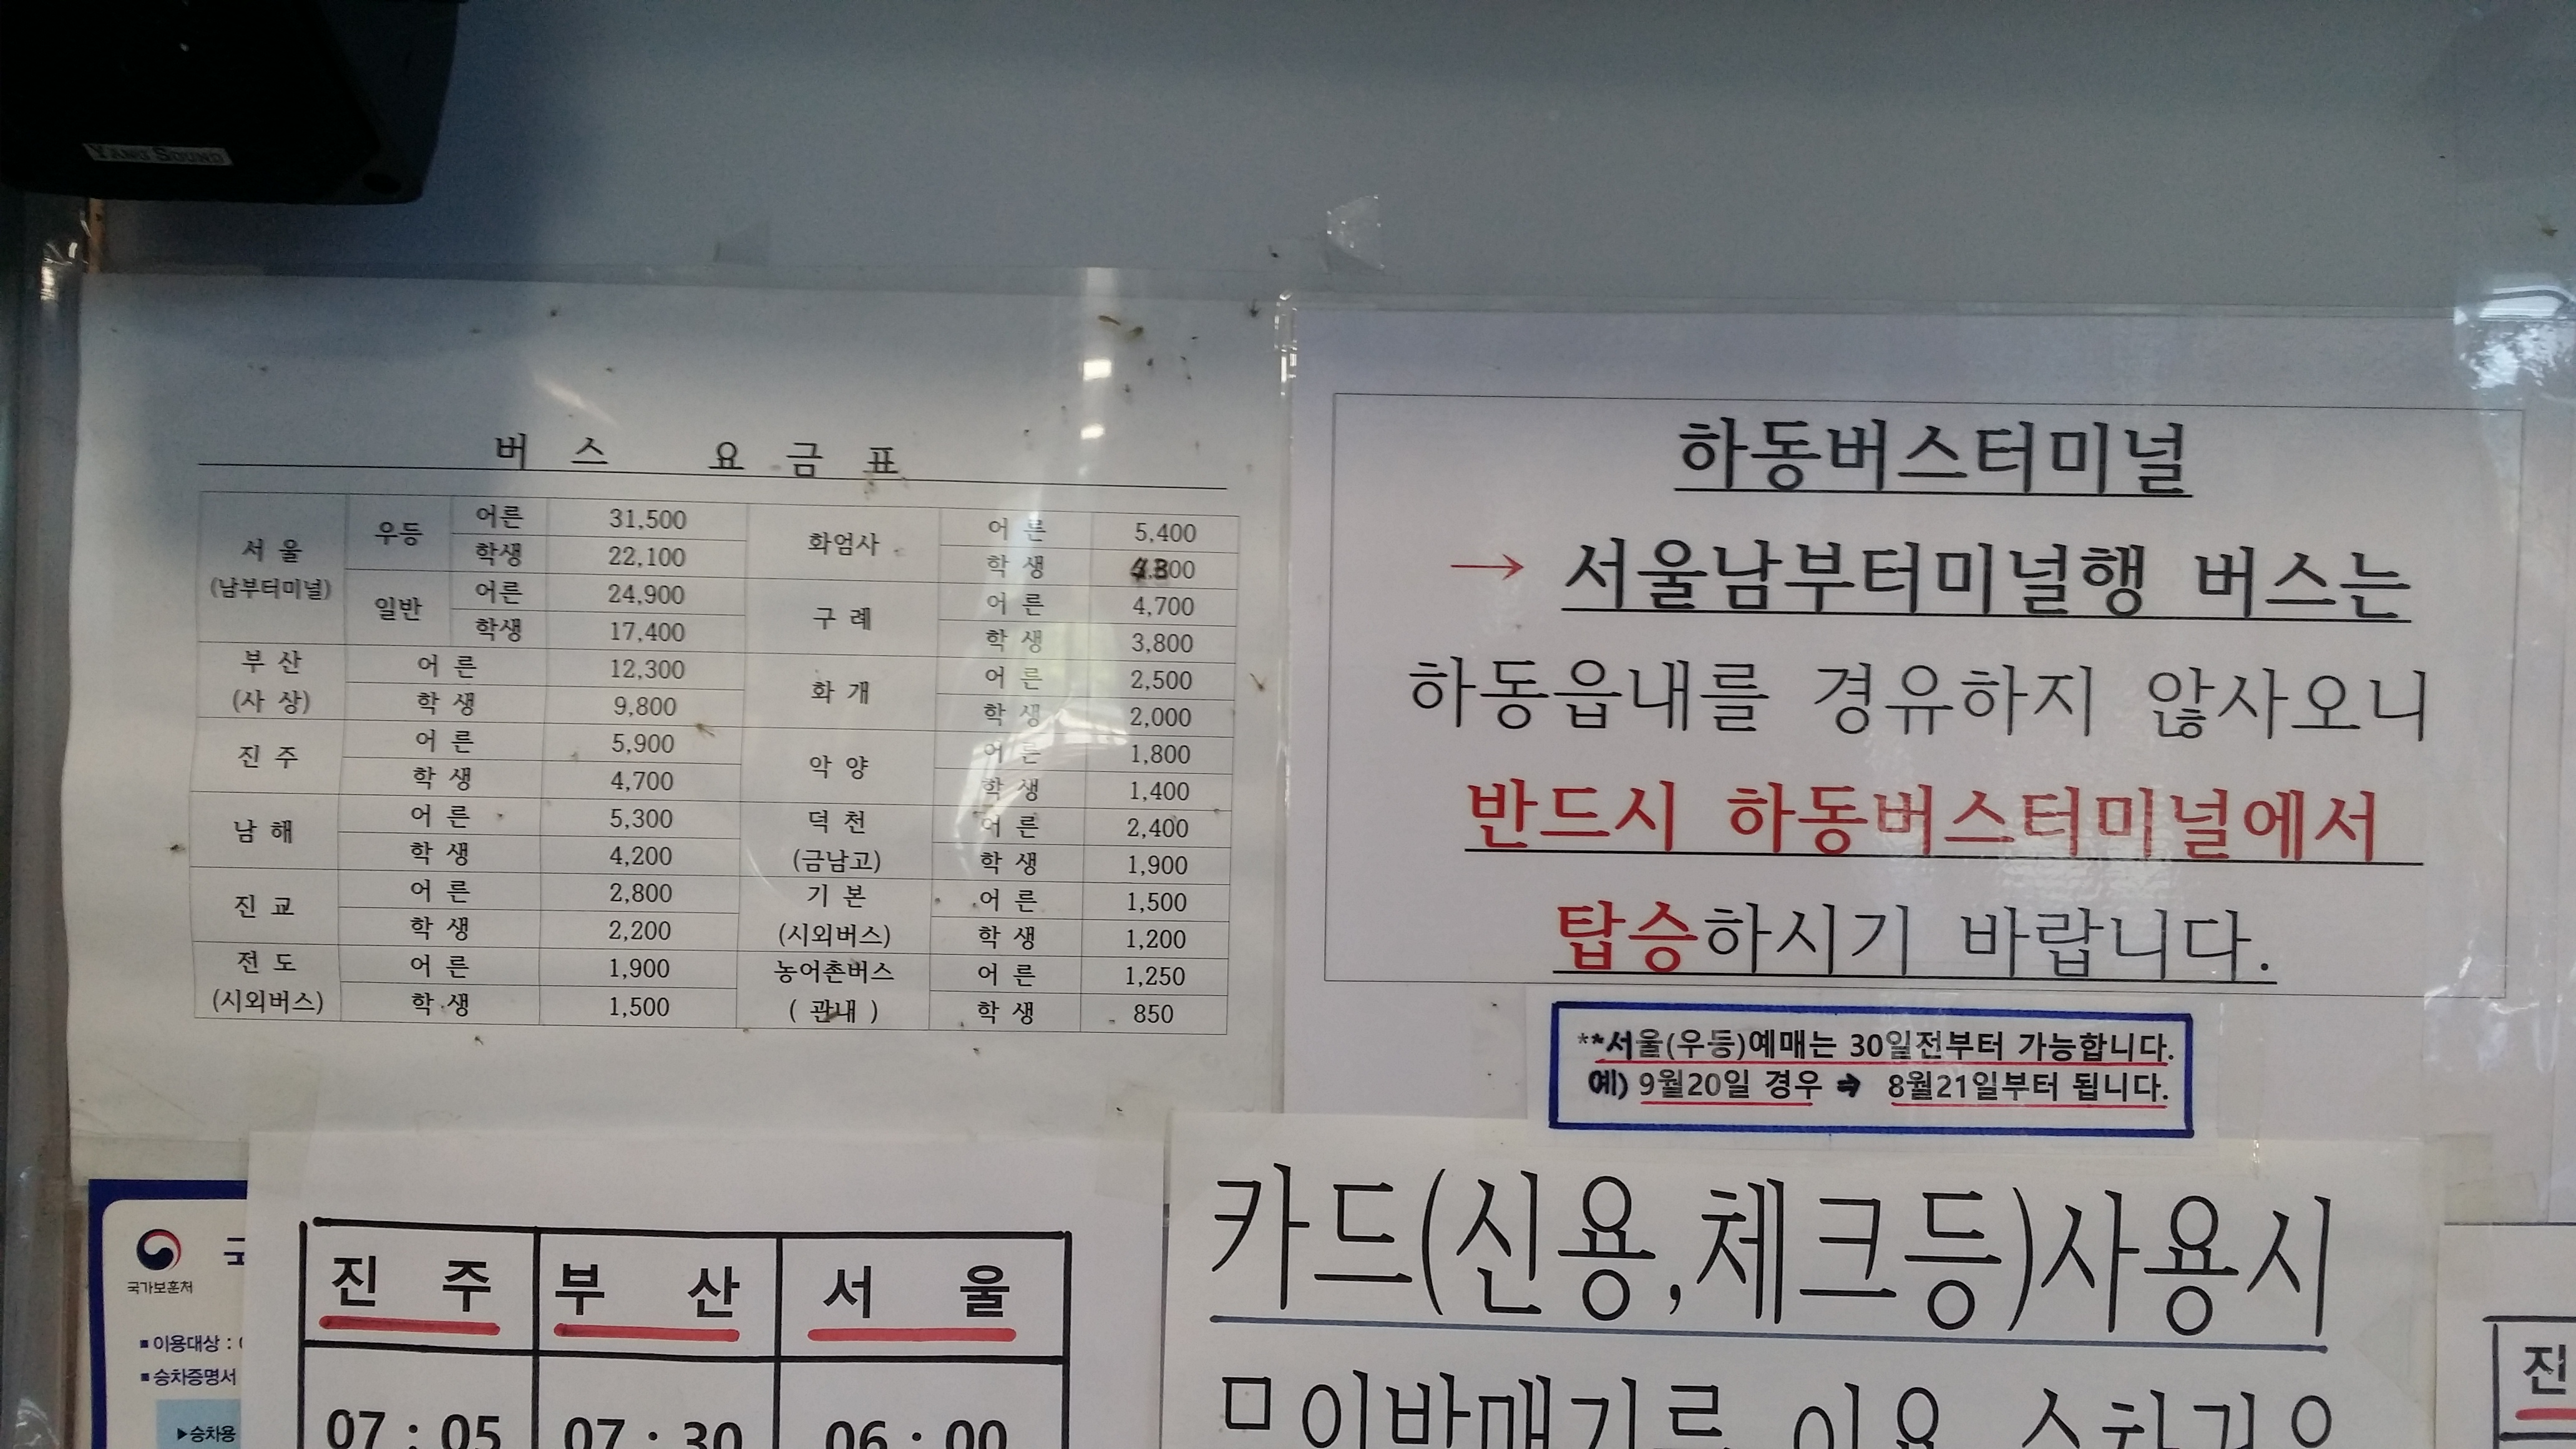 YANG SOUND
버 스 요 금 표
서 울 (남부터미널) 우등 어른 31,500
학생 22,100
일반 어른 24,900
학생 17,400
부 산 (사 상) 어 른 12,300
학 생 9,800
진 주 어 른 5,900
학 생 4,700
남 해 어 른 5,300
학 생 4,200
진 교 어 른 2,800
학 생 2,200
전 도 (시외버스) 어 른 1,900
학 생 1,500
화엄사 어 른 5,400
학 생 4.300
구 례 어 른 4,700
학 생 3,800
화 개 어 른 2,500
학 생 2,000
악 양 어 른 1,800
학 생 1,400
덕 천 (금남고) 어 른 2,400
학 생 1,900
기 본 (시외버스) 어 른 1,500
학 생 1,200
농어촌버스 ( 관내 ) 어 른 1,250
학 생 850
하동버스터미널
→ 서울남부터미널행 버스는
하동읍내를 경유하지 않사오니
반드시 하동버스터미널에서
탑승하시기 바랍니다.
**서울(우등)예매는 30일전부터 가능합니다.
예) 9월20일 경우 ➩ 8월21일부터 됩니다.
국가보훈처
■ 이용대상 :
■ 승차증명서
▶승차용
진 주 부 산 서 울
07 : 05 07 : 30 06 : 00
카드(신용,체크등)사용시
진